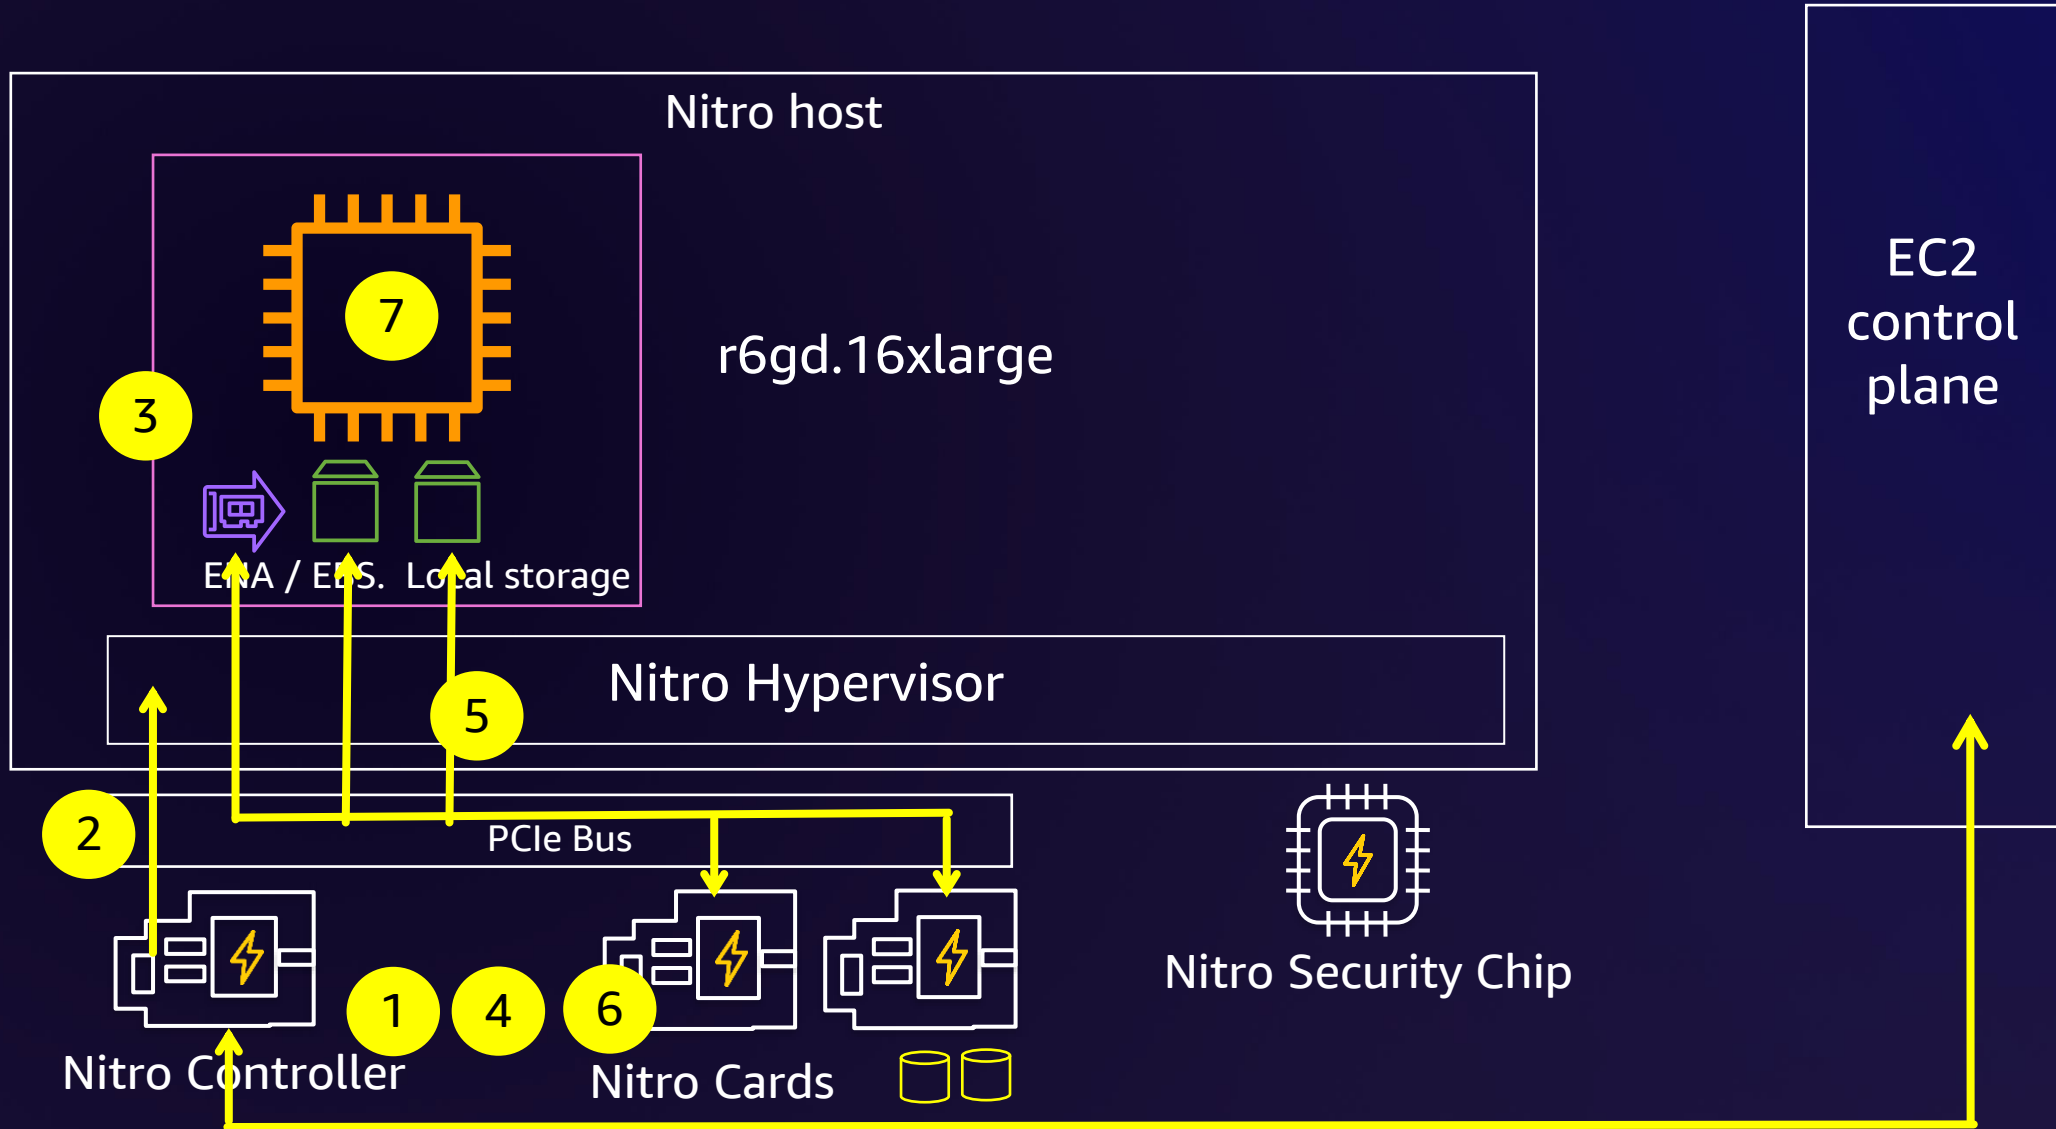 Nitro host
EC2
control
plane
7
r6gd.16xlarge
3
ENA / EBS. Local storage
Nitro Hypervisor
5
2
PCIe Bus
1
4
6
Nitro Security Chip
Nitro Controller
Nitro Cards